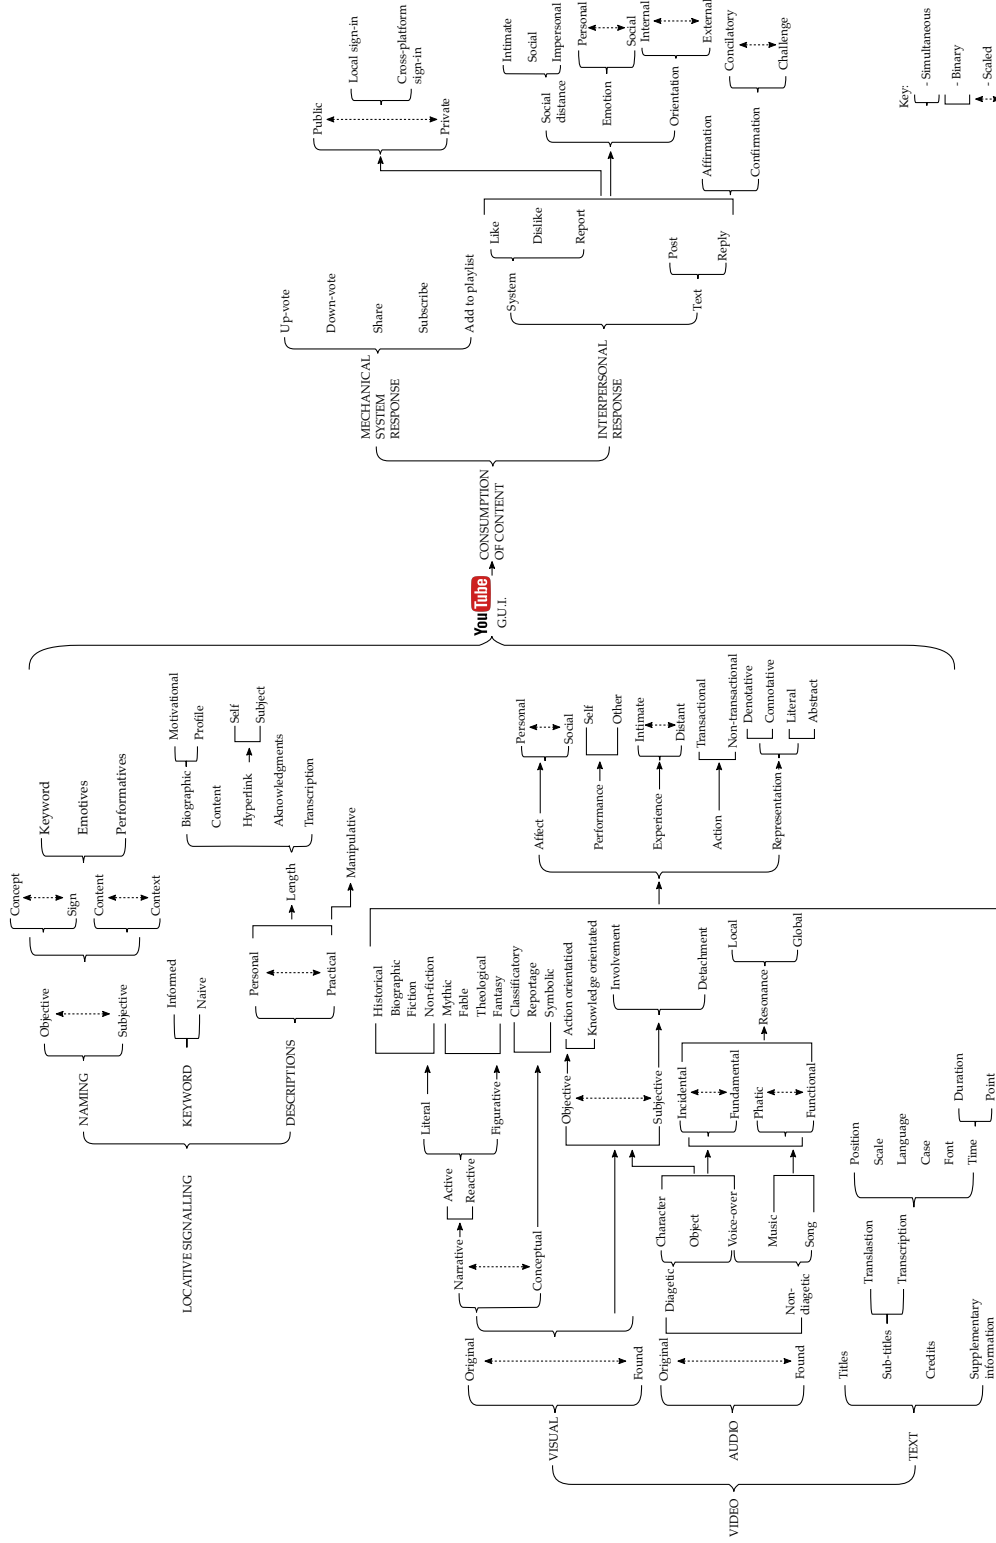 LOCATIVE SIGNALLING
NAMING
Objective
Subjective
Concept
Sign
Content
Context
Keyword
Emotives
Performatives
KEYWORD
Informed
Naive
DESCRIPTIONS
Personal
Practical
Length
Manipulative
Biographic
Content
Hyperlink
Aknowledgments
Transcription
Motivational
Profile
Self
Subject
VIDEO
VISUAL
Original
Found
Narrative
Conceptual
Active
Reactive
Literal
Figurative
Historical
Biographic
Fiction
Non-fiction
Mythic
Fable
Theological
Fantasy
Classificatory
Reportage
Symbolic
Objective
Subjective
Action orientatied
Knowledge orientated
Involvement
Detachment
AUDIO
Original
Found
Diagetic
Non-
diagetic
Character
Object
Voice-over
Music
Song
Incidental
Fundamental
Phatic
Functional
Resonance
Local
Global
TEXT
Titles
Sub-titles
Credits
Supplementary
information
Translastion
Transcription
Position
Scale
Language
Case
Font
Time
Duration
Point
Affect
Performance
Experience
Action
Representation
Personal
Social
Self
Other
Intimate
Distant
Transactional
Non-transactional
Denotative
Connotative
Literal
Abstract
YouTube
G.U.I.
CONSUMPTION
OF CONTENT
MECHANICAL
SYSTEM
RESPONSE
Up-vote
Down-vote
Share
Subscribe
Add to playlist
INTERPERSONAL
RESPONSE
System
Text
Like
Dislike
Report
Post
Reply
Public
Private
Local sign-in
Cross-platform
sign-in
Social
distance
Emotion
Orientation
Intimate
Social
Impersonal
Personal
Social
Internal
External
Affirmation
Confirmation
Concilatory
Challenge
Key:
- Simultaneous
- Binary
- Scaled